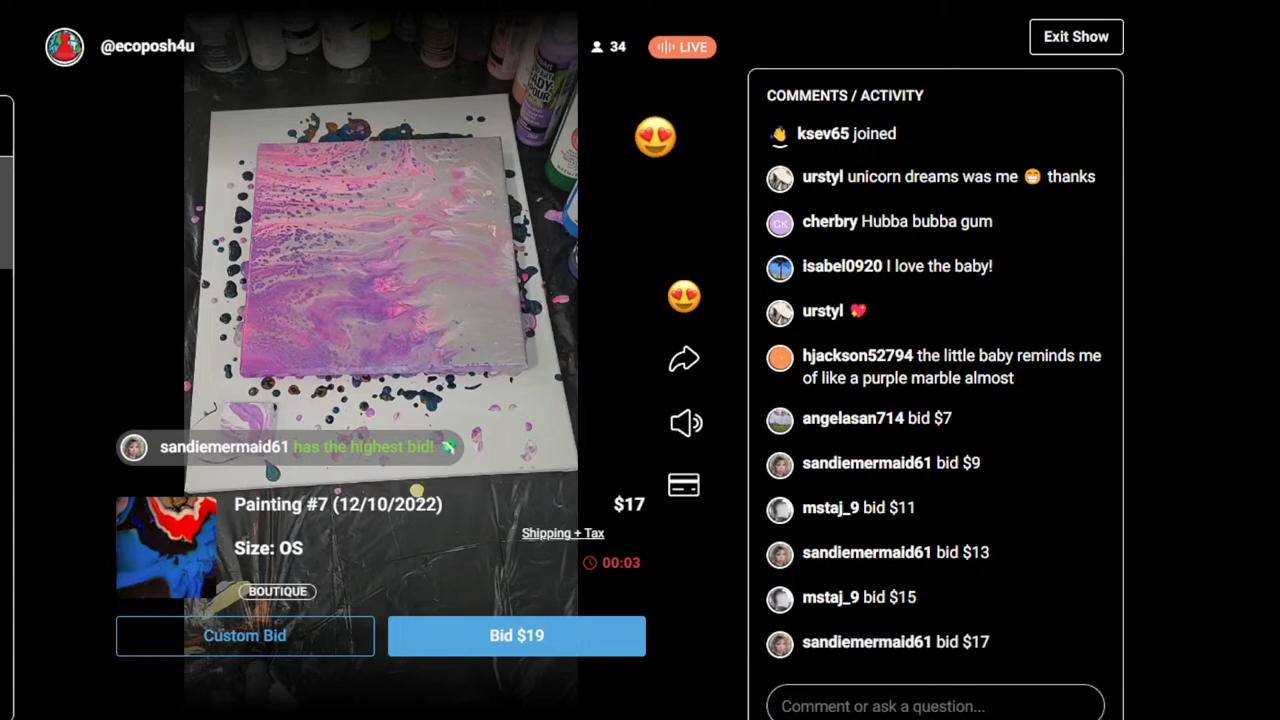 @ecoposh4u
34
LIVE
Exit Show
COMMENTS / ACTIVITY
ksev65 joined
urstyl unicorn dreams was me 😁 thanks
cherbry Hubba bubba gum
CK
isabel0920 I love the baby!
urstyl 💖
hjackson52794 the little baby reminds me
of like a purple marble almost
angelasan714 bid $7
sandiemermaid61 bid $9
mstaj_9 bid $11
sandiemermaid61 bid $13
mstaj_9 bid $15
sandiemermaid61 bid $17
Comment or ask a question...
sandiemermaid61 has the highest bid! 💸
Painting #7 (12/10/2022)
$17
Shipping + Tax
Size: OS
00:03
BOUTIQUE
Custom Bid
Bid $19